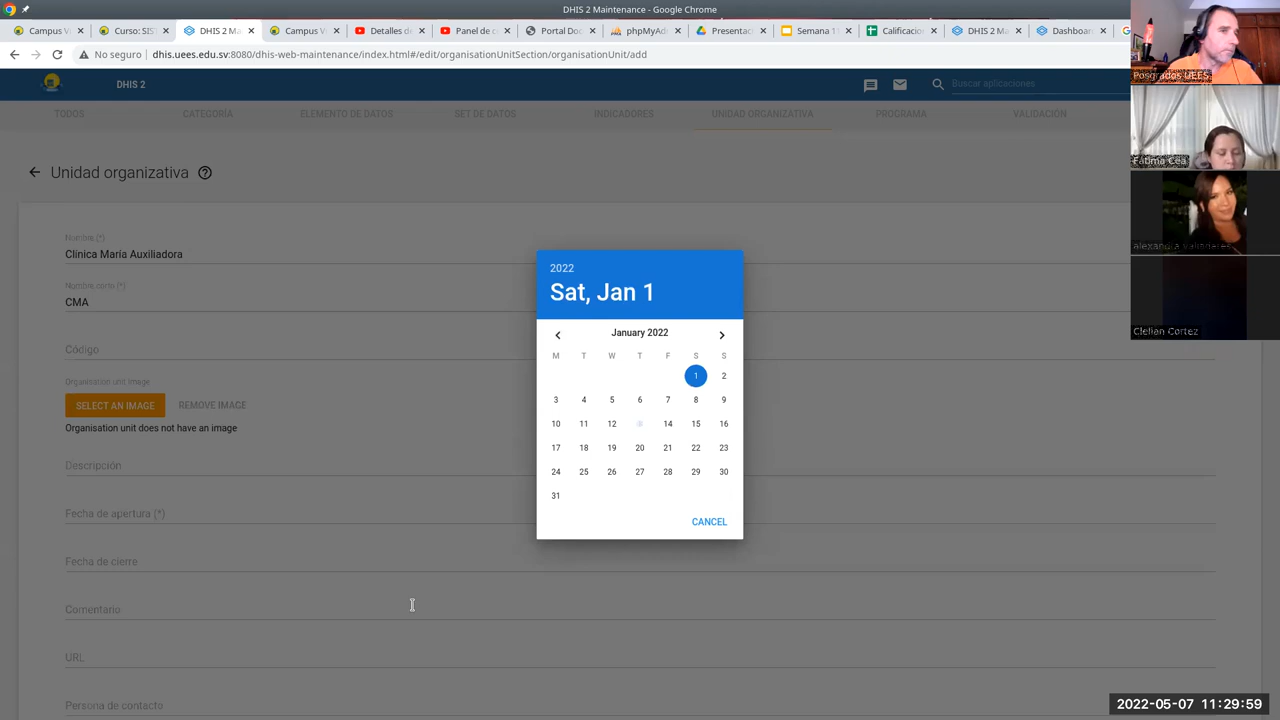 DHIS 2 Maintenance - Google Chrome
Campus V
Curso: SIS
DHIS 2 Ma
Campus V
Detalles d
Panel de c
Portal Doc
phpMyAd
Presentaci
Semana 1
Calificacio
DHIS 2 Ma
Dashboar
No seguro
dhis.uees.edu.sv:8080/dhis-web-maintenance/index.html#/edit/organisationUnitSection/organisationUnit/add
DHIS 2
Buscar aplicaciones
TODOS
CATEGORÍA
ELEMENTO DE DATOS
SET DE DATOS
INDICADORES
UNIDAD ORGANIZATIVA
PROGRAMA
VALIDACIÓN
Unidad organizativa
Nombre (*)
Clínica María Auxiliadora
Nombre corto (*)
CMA
Código
Organisation unit image
SELECT AN IMAGE REMOVE IMAGE
Organisation unit does not have an image
Descripción
Fecha de apertura (*)
Fecha de cierre
Comentario
URL
Persona de contacto
2022
Sat, Jan 1
January 2022
M T W T F S S
1 2
3 4 5 6 7 8 9
10 11 12 14 15 16
17 18 19 20 21 22 23
24 25 26 27 28 29 30
31
CANCEL
Posgrados UEES
Fátima Cea
Clelian Cortez
2022-05-07 11:29:59